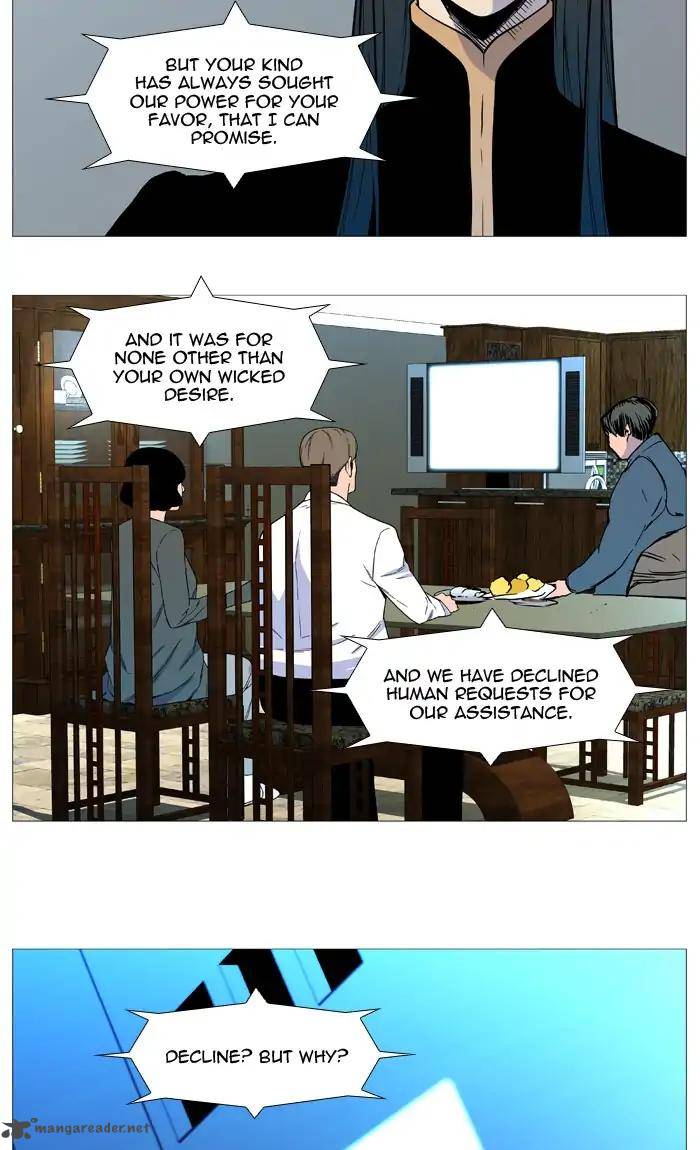 BUT YOUR KIND
HAS ALWAYS SOUGHT
OUR POWER FOR YOUR
FAVOR, THAT I CAN
PROMISE.
AND IT WAS FOR
NONE OTHER THAN
YOUR OWN WICKED
DESIRE.
AND WE HAVE DECLINED
HUMAN REQUESTS FOR
OUR ASSISTANCE.
DECLINE? BUT WHY?
mangareader.net